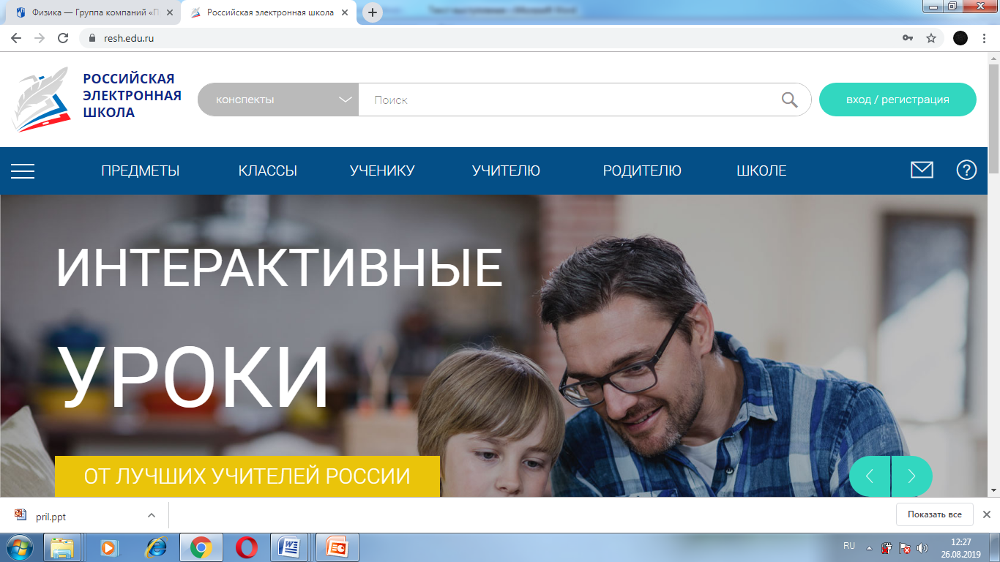 Физика — Группа компаний «П
Российская электронная школа
resh.edu.ru
РОССИЙСКАЯ
ЭЛЕКТРОННАЯ
ШКОЛА
конспекты
Поиск
вход / регистрация
ПРЕДМЕТЫ КЛАССЫ УЧЕНИКУ УЧИТЕЛЮ РОДИТЕЛЮ ШКОЛЕ
ИНТЕРАКТИВНЫЕ
УРОКИ
ОТ ЛУЧШИХ УЧИТЕЛЕЙ РОССИИ
pril.ppt
Показать все
RU
12:27
26.08.2019